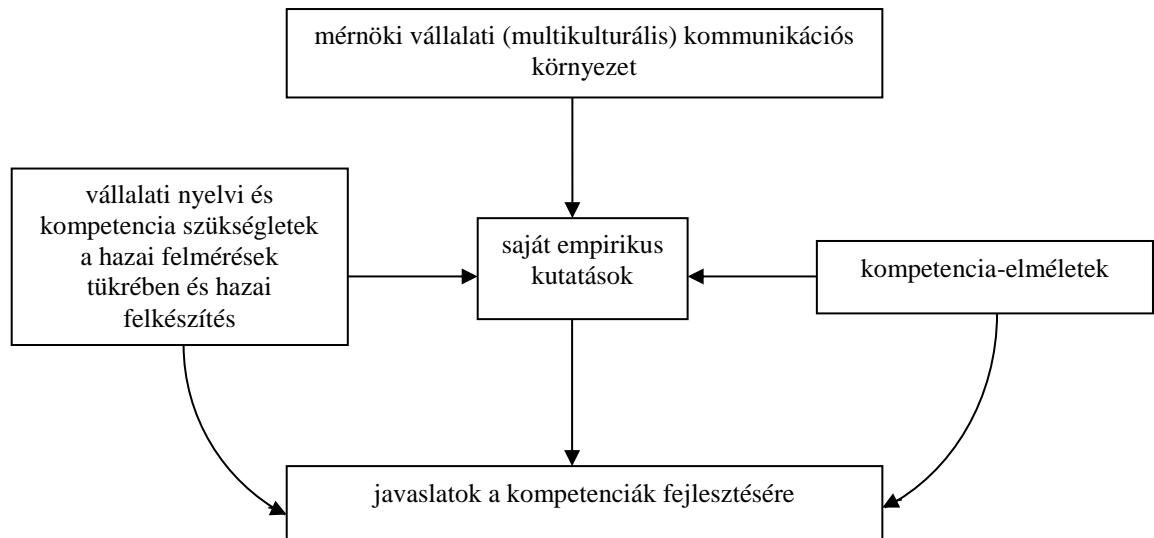 mérnöki vállalati (multikulturális) kommunikációs
környezet
vállalati nyelvi és
kompetencia szükségletek
a hazai felmérések
tükrében és hazai
felkészítés
saját empirikus
kutatások
kompetencia-elméletek
javaslatok a kompetenciák fejlesztésére